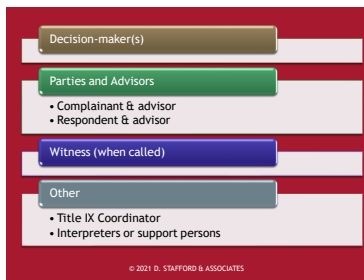 Decision-maker(s)
Parties and Advisors
• Complainant & advisor
• Respondent & advisor
Witness (when called)
Other
• Title IX Coordinator
• Interpreters or support persons
© 2021 D. STAFFORD & ASSOCIATES